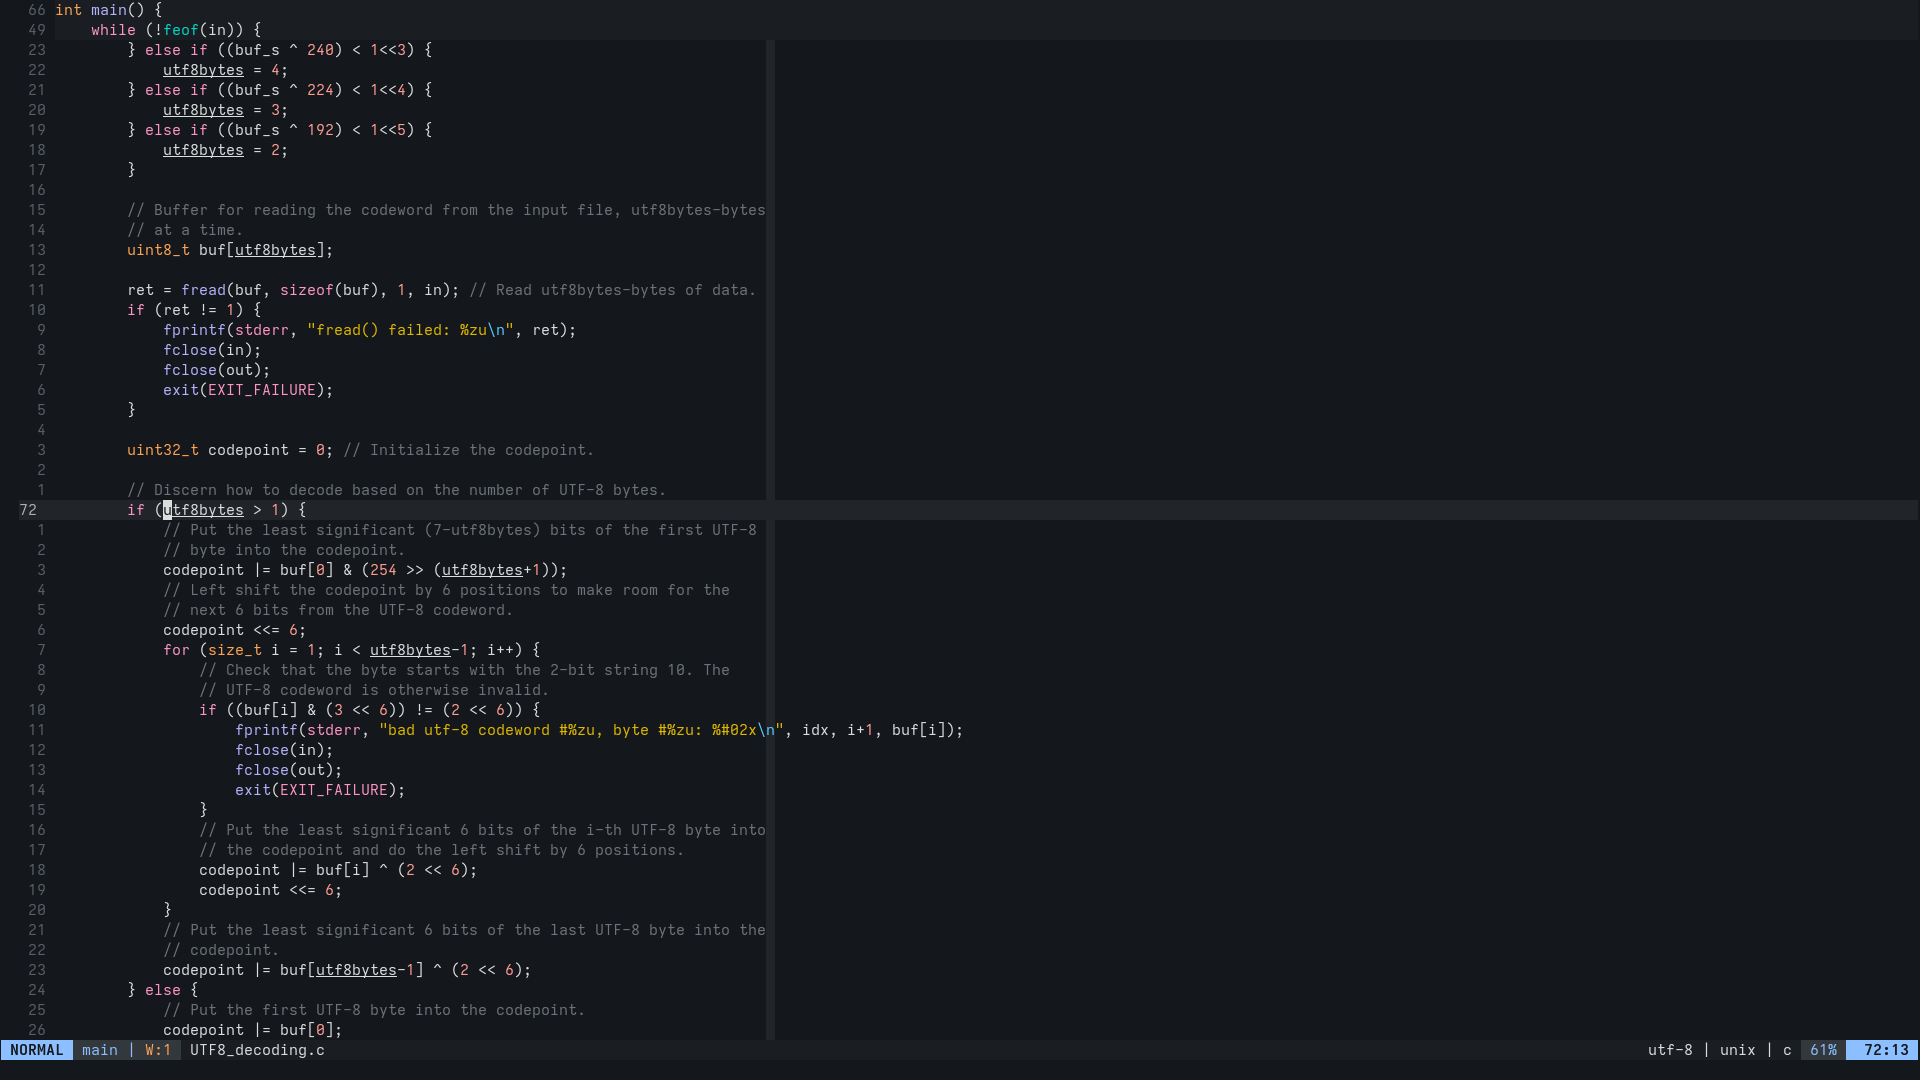 66 int main() {
49     while (!feof(in)) {
23         } else if ((buf_s ^ 240) < 1<<3) {
22             utf8bytes = 4;
21         } else if ((buf_s ^ 224) < 1<<4) {
20             utf8bytes = 3;
19         } else if ((buf_s ^ 192) < 1<<5) {
18             utf8bytes = 2;
17         }
16
15         // Buffer for reading the codeword from the input file, utf8bytes-bytes
14         // at a time.
13         uint8_t buf[utf8bytes];
12
11         ret = fread(buf, sizeof(buf), 1, in); // Read utf8bytes-bytes of data.
10         if (ret != 1) {
9             fprintf(stderr, "fread() failed: %zu\n", ret);
8             fclose(in);
7             fclose(out);
6             exit(EXIT_FAILURE);
5         }
4
3         uint32_t codepoint = 0; // Initialize the codepoint.
2
1         // Discern how to decode based on the number of UTF-8 bytes.
72         if (utf8bytes > 1) {
1             // Put the least significant (7-utf8bytes) bits of the first UTF-8
2             // byte into the codepoint.
3             codepoint |= buf[0] & (254 >> (utf8bytes+1));
4             // Left shift the codepoint by 6 positions to make room for the
5             // next 6 bits from the UTF-8 codeword.
6             codepoint <<= 6;
7             for (size_t i = 1; i < utf8bytes-1; i++) {
8                 // Check that the byte starts with the 2-bit string 10. The
9                 // UTF-8 codeword is otherwise invalid.
10                 if ((buf[i] & (3 << 6)) != (2 << 6)) {
11                     fprintf(stderr, "bad utf-8 codeword #%zu, byte #%zu: %#02x\n", idx, i+1, buf[i]);
12                     fclose(in);
13                     fclose(out);
14                     exit(EXIT_FAILURE);
15                 }
16                 // Put the least significant 6 bits of the i-th UTF-8 byte into
17                 // the codepoint and do the left shift by 6 positions.
18                 codepoint |= buf[i] ^ (2 << 6);
19                 codepoint <<= 6;
20             }
21             // Put the least significant 6 bits of the last UTF-8 byte into the
22             // codepoint.
23             codepoint |= buf[utf8bytes-1] ^ (2 << 6);
24         } else {
25             // Put the first UTF-8 byte into the codepoint.
26             codepoint |= buf[0];
NORMAL main | W:1 UTF8_decoding.c utf-8 | unix | c 61% 72:13